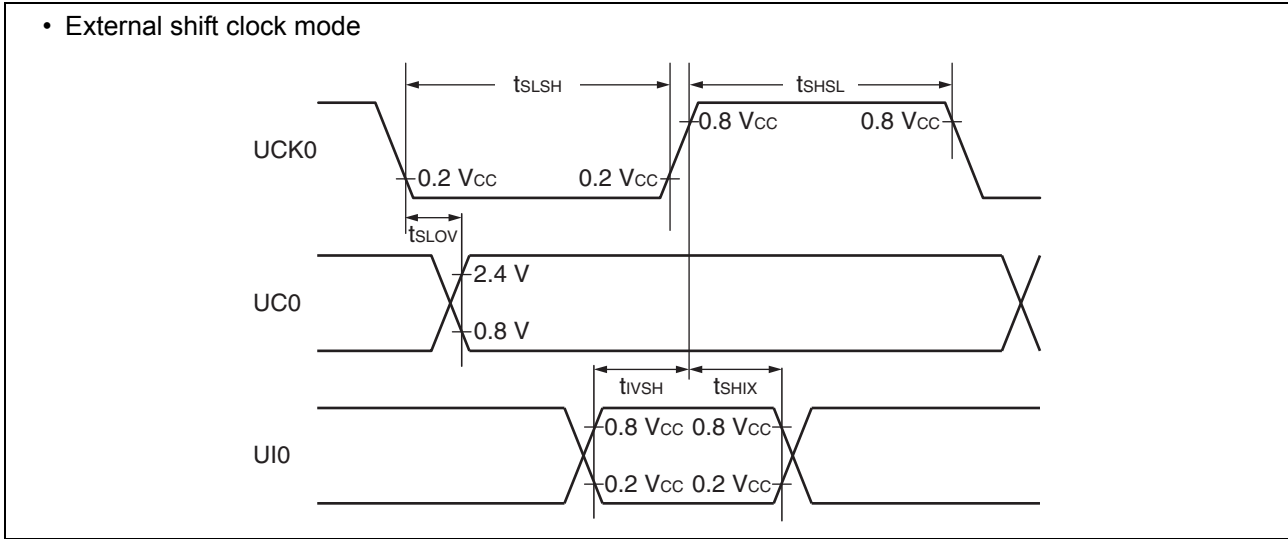 • External shift clock mode
tSLSH tSHSL
0.8 VCC 0.8 VCC
UCK0
0.2 VCC 0.2 VCC
tSLOV
2.4 V
UC0
0.8 V
tIVSH tSHIX
0.8 VCC 0.8 VCC
UI0
0.2 VCC 0.2 VCC